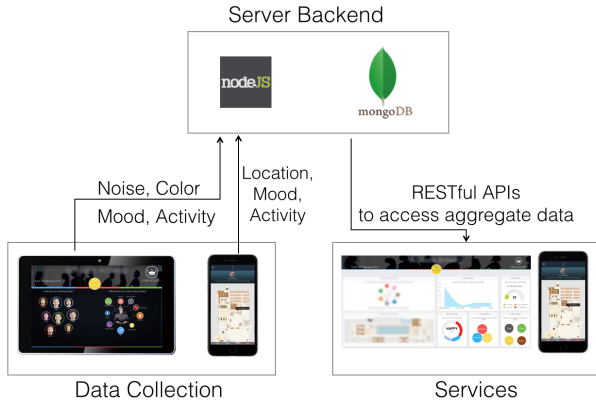 Server Backend
nodeJS
mongoDB
Noise, Color
Mood, Activity
Location,
Mood,
Activity
RESTful APIs
to access aggregate data
HAPPY
Data Collection
Services